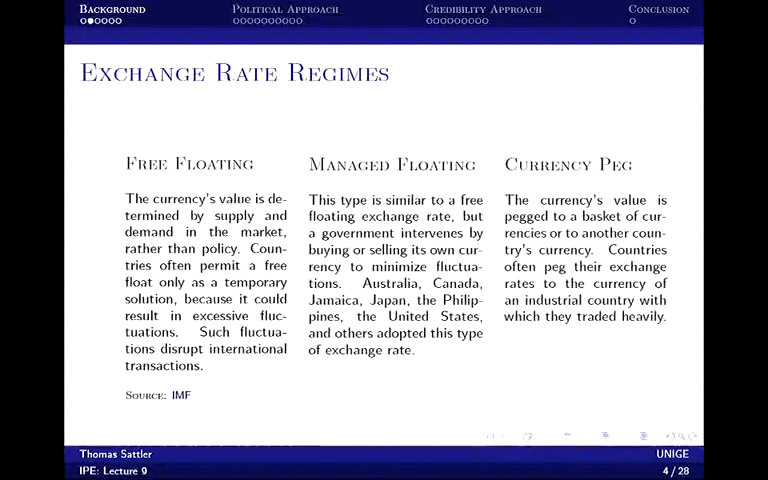 Background Political Approach Credibility Approach Conclusion
Exchange Rate Regimes
Free Floating
The currency's value is de-
termined by supply and
demand in the market,
rather than policy. Coun-
tries often permit a free
float only as a temporary
solution, because it could
result in excessive fluc-
tuations. Such fluctua-
tions disrupt international
transactions.
Source: IMF
Managed Floating
This type is similar to a free
floating exchange rate, but
a government intervenes by
buying or selling its own cur-
rency to minimize fluctua-
tions. Australia, Canada,
Jamaica, Japan, the Philip-
pines, the United States,
and others adopted this type
of exchange rate.
Currency Peg
The currency's value is
pegged to a basket of cur-
rencies or to another coun-
try's currency. Countries
often peg their exchange
rates to the currency of
an industrial country with
which they traded heavily.
Thomas Sattler UNIGE
IPE: Lecture 9 4 / 28